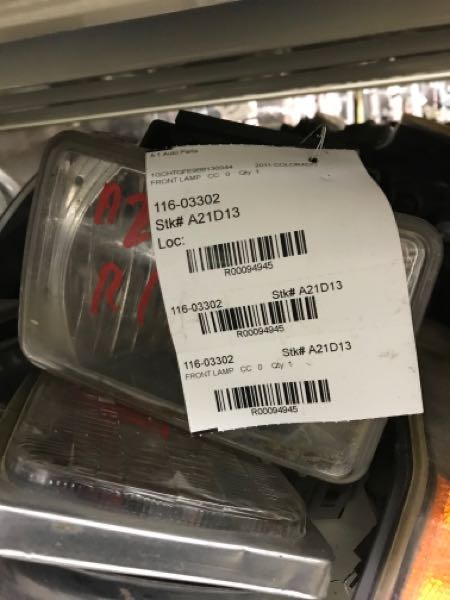 A-1 Auto Parts
2011 COLORADO
FRONT LAMP CC 0 Qty 1
116-03302
Stk# A21D13
Loc:
R00094945
116-03302 Stk# A21D13
R00094945
116-03302 Stk# A21D13
FRONT LAMP CC 0 Qty 1
R00094945